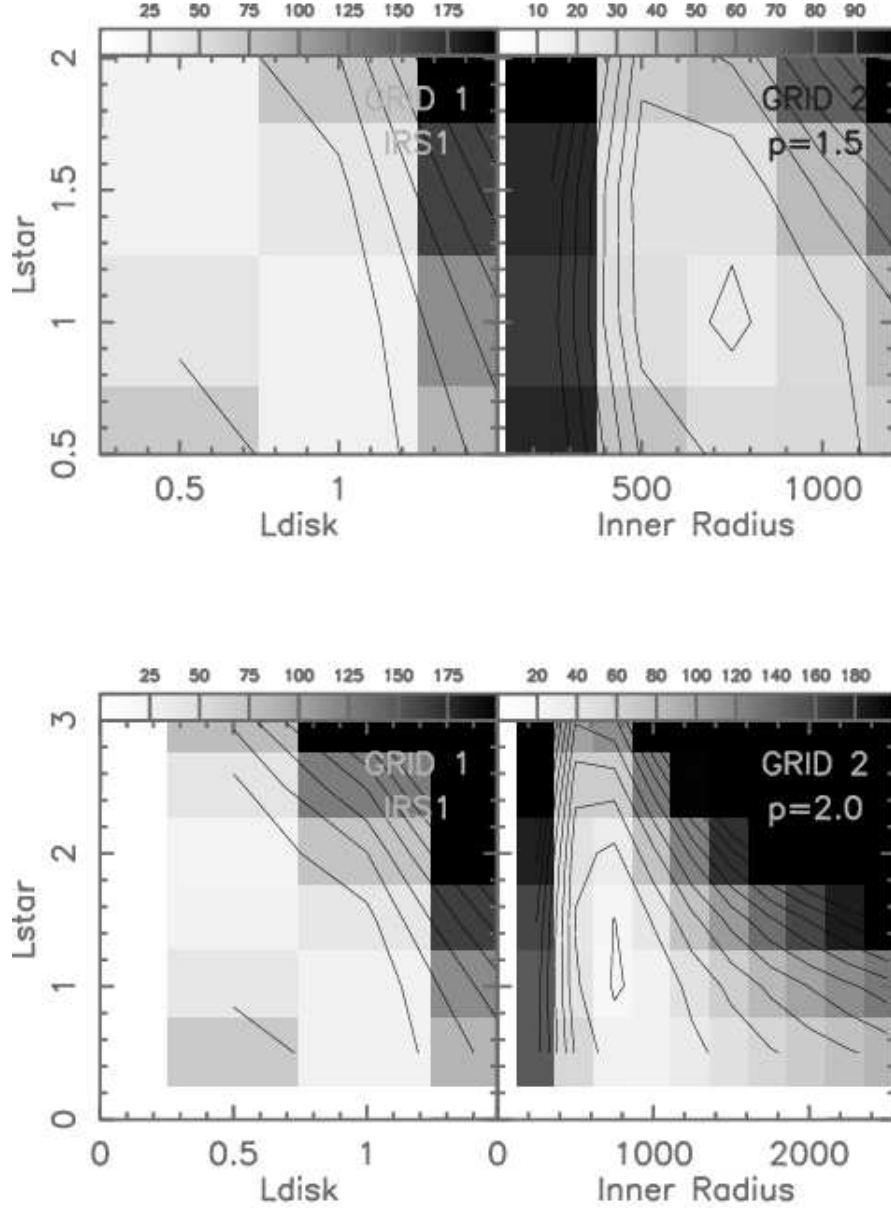 25 50 75 100 125 150 175
10 20 30 40 50 60 70 80 90
GRID 1
IRS1
GRID 2
p=1.5
2
1.5
1
0.5
Lstar
0.5 1
500 1000
Ldisk
Inner Radius
25 50 75 100 125 150 175
20 40 60 80 100 120 140 160 180
GRID 1
IRS1
GRID 2
p=2.0
3
2
1
0
Lstar
0 0.5 1
0 1000 2000
Ldisk
Inner Radius